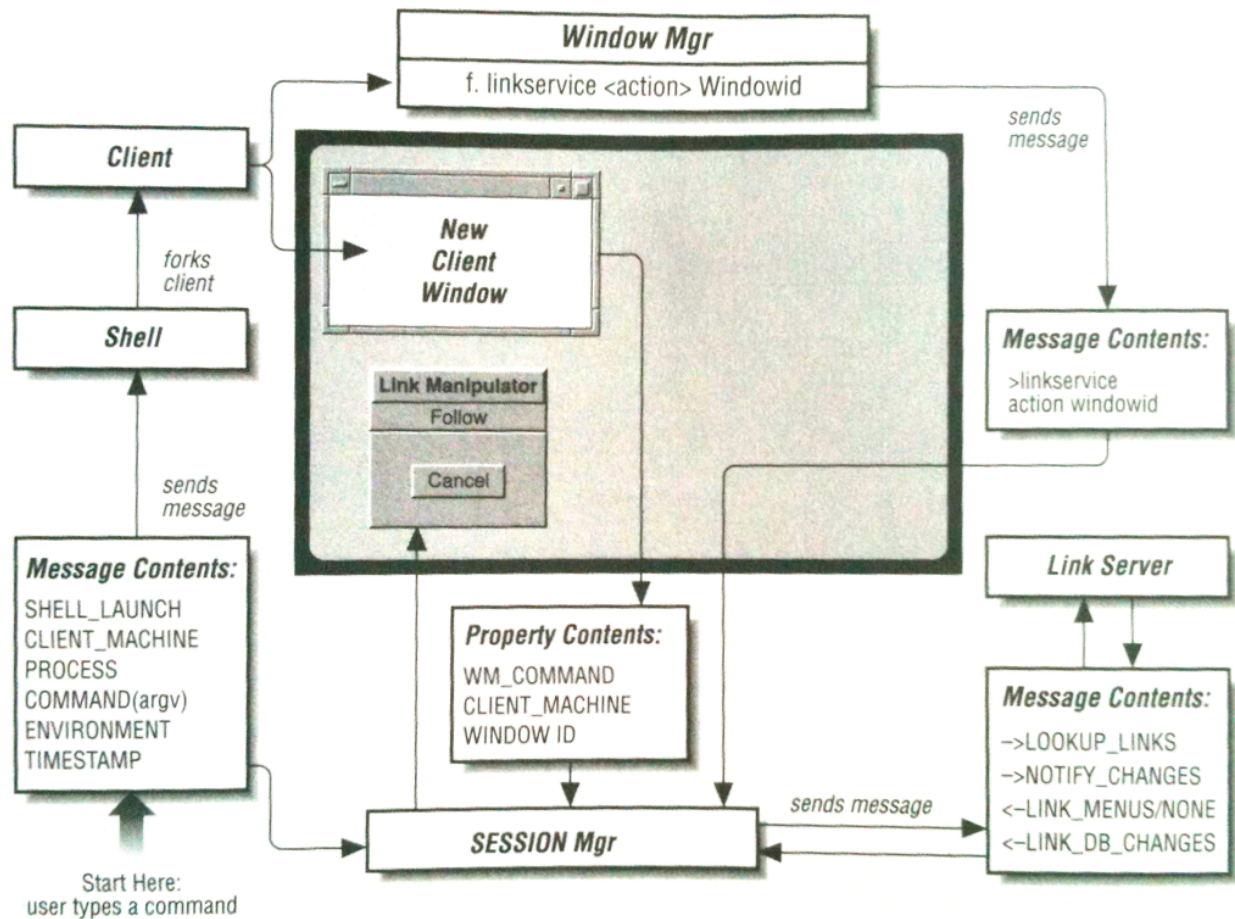 Window Mgr
f. linkservice <action> Windowid
sends
message
Client
New
Client
Window
forks
client
Shell
Message Contents:
>linkservice
action windowid
Link Manipulator
Follow
Cancel
sends
message
Message Contents:
SHELL_LAUNCH
CLIENT_MACHINE
PROCESS
COMMAND(argv)
ENVIRONMENT
TIMESTAMP
Property Contents:
WM_COMMAND
CLIENT_MACHINE
WINDOW ID
Link Server
Message Contents:
–>LOOKUP_LINKS
–>NOTIFY_CHANGES
<–LINK_MENUS/NONE
<–LINK_DB_CHANGES
sends message
SESSION Mgr
Start Here:
user types a command